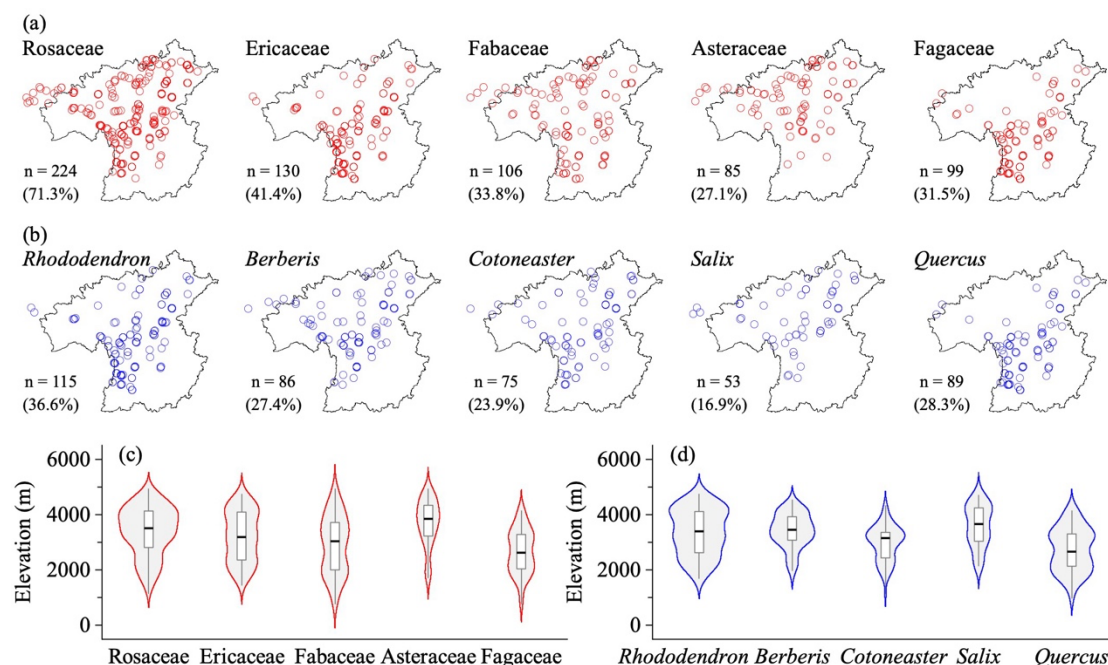 (a)
Rosaceae Ericaceae Fabaceae Asteraceae Fagaceae
n = 224 n = 130 n = 106 n = 85 n = 99
(71.3%) (41.4%) (33.8%) (27.1%) (31.5%)
(b)
Rhododendron Berberis Cotoneaster Salix Quercus
n = 115 n = 86 n = 75 n = 53 n = 89
(36.6%) (27.4%) (23.9%) (16.9%) (28.3%)
(c)
Elevation (m)
6000
4000
2000
0
Rosaceae Ericaceae Fabaceae Asteraceae Fagaceae
(d)
Elevation (m)
6000
4000
2000
0
Rhododendron Berberis Cotoneaster Salix Quercus